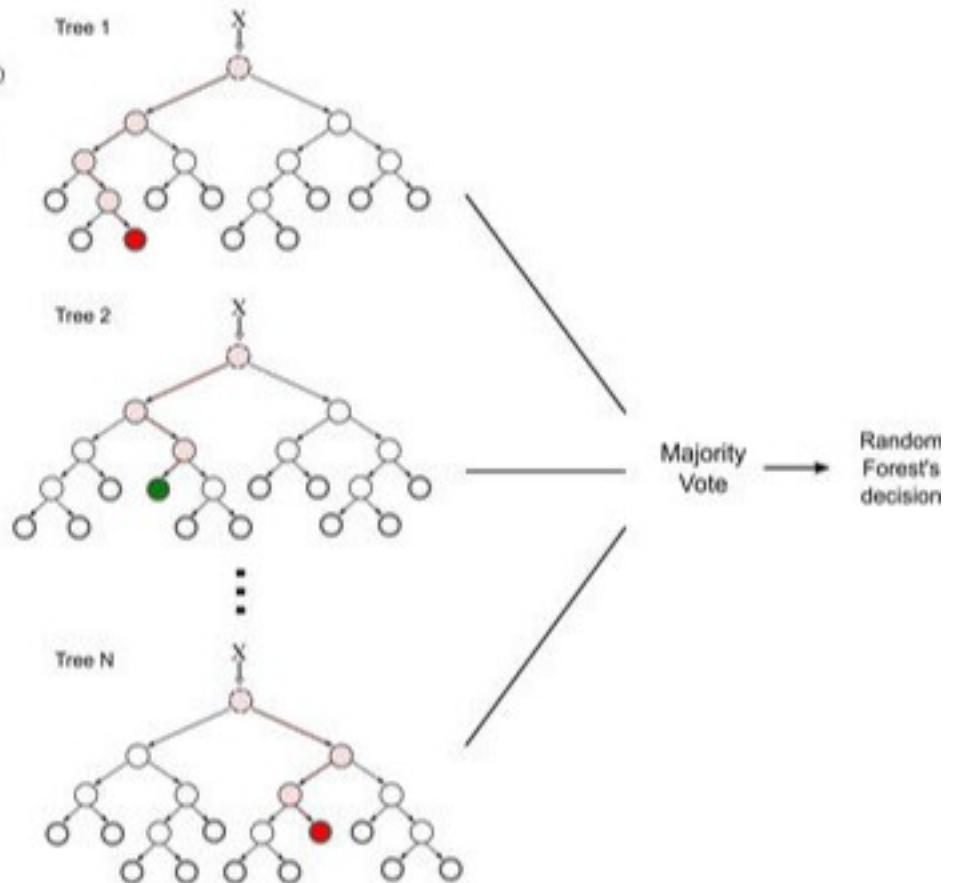 Tree 1
X
Tree 2
X
Majority
Vote
Random
Forest's
decision
Tree N
X